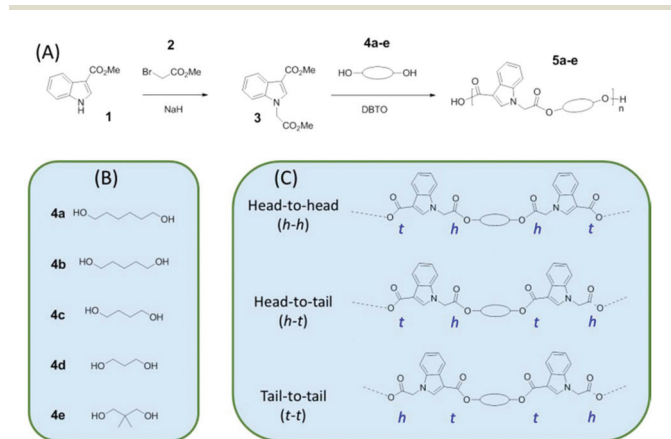 (A)
2
4a-e
5a-e
CO₂Me
Br
CO₂Me
CO₂Me
HO
OH
N
H
1
NaH
3
N
CO₂Me
DBTO
HO
O
N
O
O
O
H
n
(B)
4a HO OH
4b HO OH
4c HO OH
4d HO OH
4e HO OH
(C)
Head-to-head
(h-h)
O
O
N
O
O
O
O
N
O
O
t h h t
Head-to-tail
(h-t)
O
O
N
O
O
O
O
N
O
O
t h t h
Tail-to-tail
(t-t)
O
O
N
O
O
O
O
N
O
O
h t t h